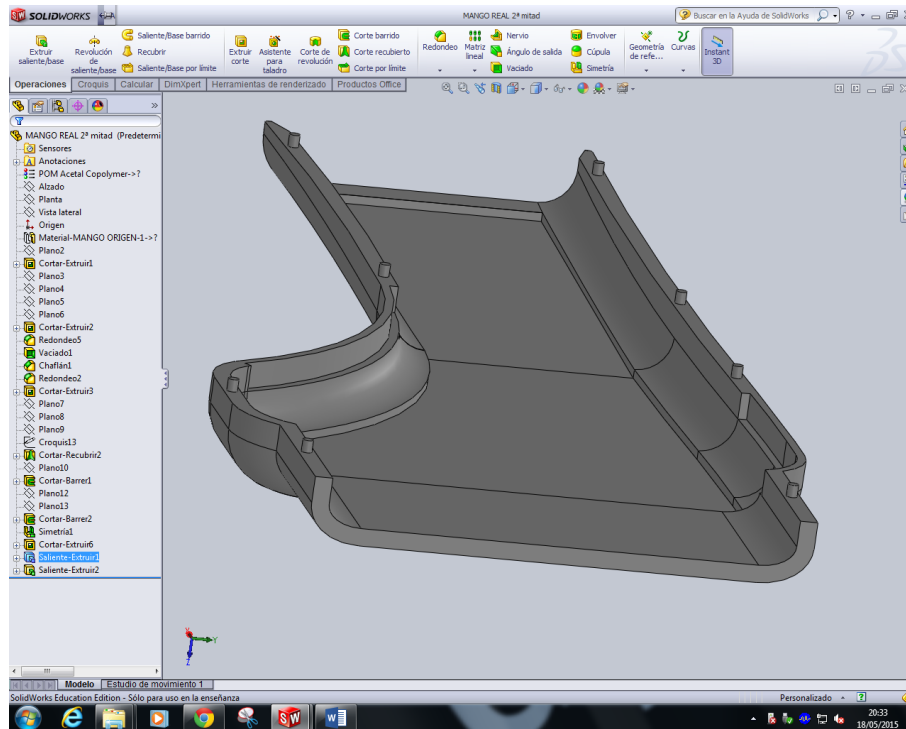 SOLIDWORKS
MANGO REAL 2ª mitad
Buscar en la Ayuda de SolidWorks
Extruir saliente/base
Revolución de saliente/base
Saliente/Base barrido
Recubrir
Saliente/Base por límite
Extruir corte
Asistente para taladro
Corte de revolución
Corte barrido
Corte recubierto
Corte por límite
Redondeo
Matriz lineal
Nervio
Ángulo de salida
Vaciado
Envolver
Cúpula
Simetría
Geometría de refe...
Curvas
Instant 3D
Operaciones
Croquis
Calcular
DimXpert
Herramientas de renderizado
Productos Office
MANGO REAL 2ª mitad (Predetermi
Sensores
Anotaciones
POM Acetal Copolymer->?
Alzado
Planta
Vista lateral
Origen
Material-MANGO ORIGEN-1->?
Plano2
Cortar-Extruir1
Plano3
Plano4
Plano5
Plano6
Cortar-Extruir2
Redondeo5
Vaciado1
Chaflán1
Redondeo2
Cortar-Extruir3
Plano7
Plano8
Plano9
Croquis13
Cortar-Recubrir2
Plano10
Cortar-Barrer1
Plano12
Plano13
Cortar-Barrer2
Simetría1
Cortar-Extruir6
Saliente-Extruir1
Saliente-Extruir2
Y
Z
Modelo
Estudio de movimiento 1
SolidWorks Education Edition - Sólo para uso en la enseñanza
Personalizado
20:33
18/05/2015